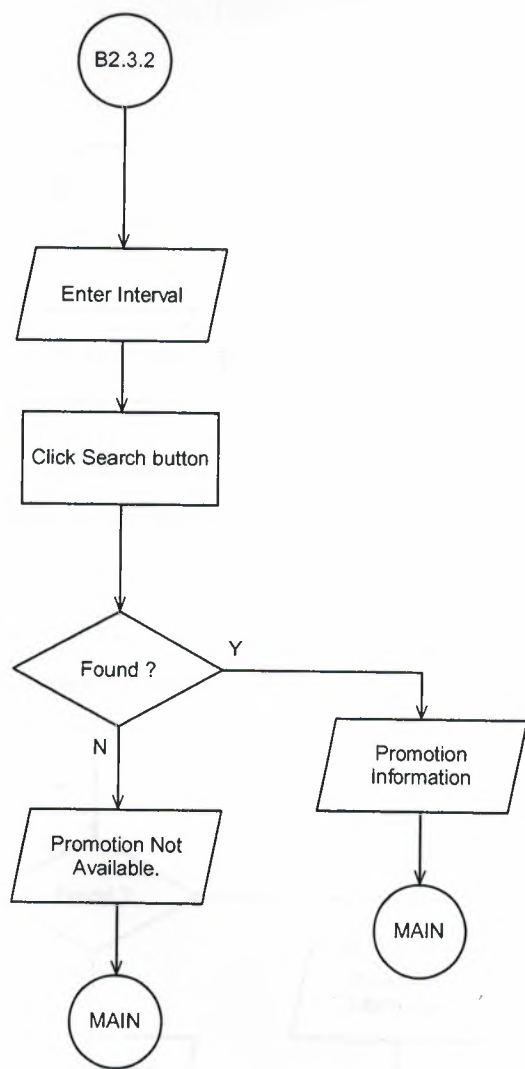 B2.3.2
Enter Interval
Click Search button
Found ?
Y
N
Promotion
Information
Promotion Not
Available.
MAIN
MAIN